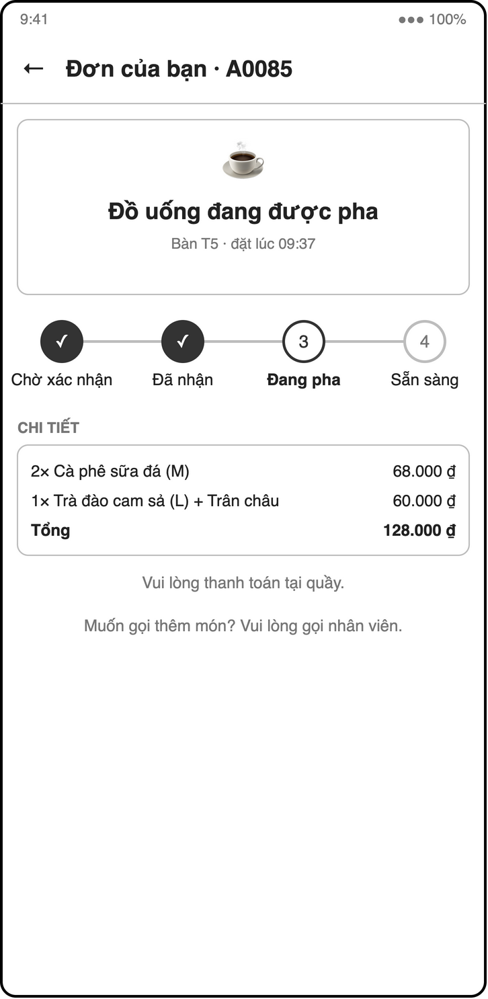 9:41 ●●● 100%
← Đơn của bạn · A0085
Đồ uống đang được pha
Bàn T5 · đặt lúc 09:37
✓ ✓ 3 4
Chờ xác nhận Đã nhận Đang pha Sẵn sàng
CHI TIẾT
2× Cà phê sữa đá (M) 68.000 ₫
1× Trà đào cam sả (L) + Trân châu 60.000 ₫
Tổng 128.000 ₫
Vui lòng thanh toán tại quầy.
Muốn gọi thêm món? Vui lòng gọi nhân viên.